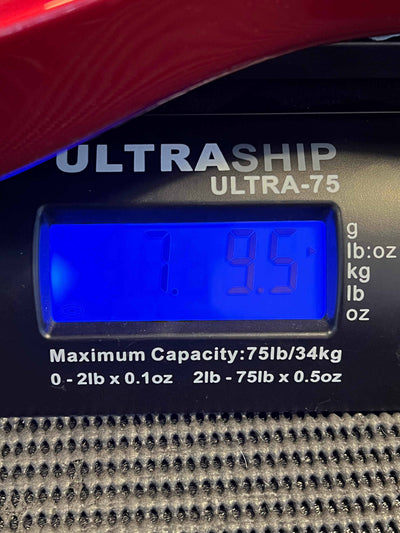 ULTRASHIP
ULTRA-75
7. 9.5
g
lb:oz
kg
lb
oz
Maximum Capacity:75lb/34kg
0 - 2lb x 0.1oz 2lb - 75lb x 0.5oz